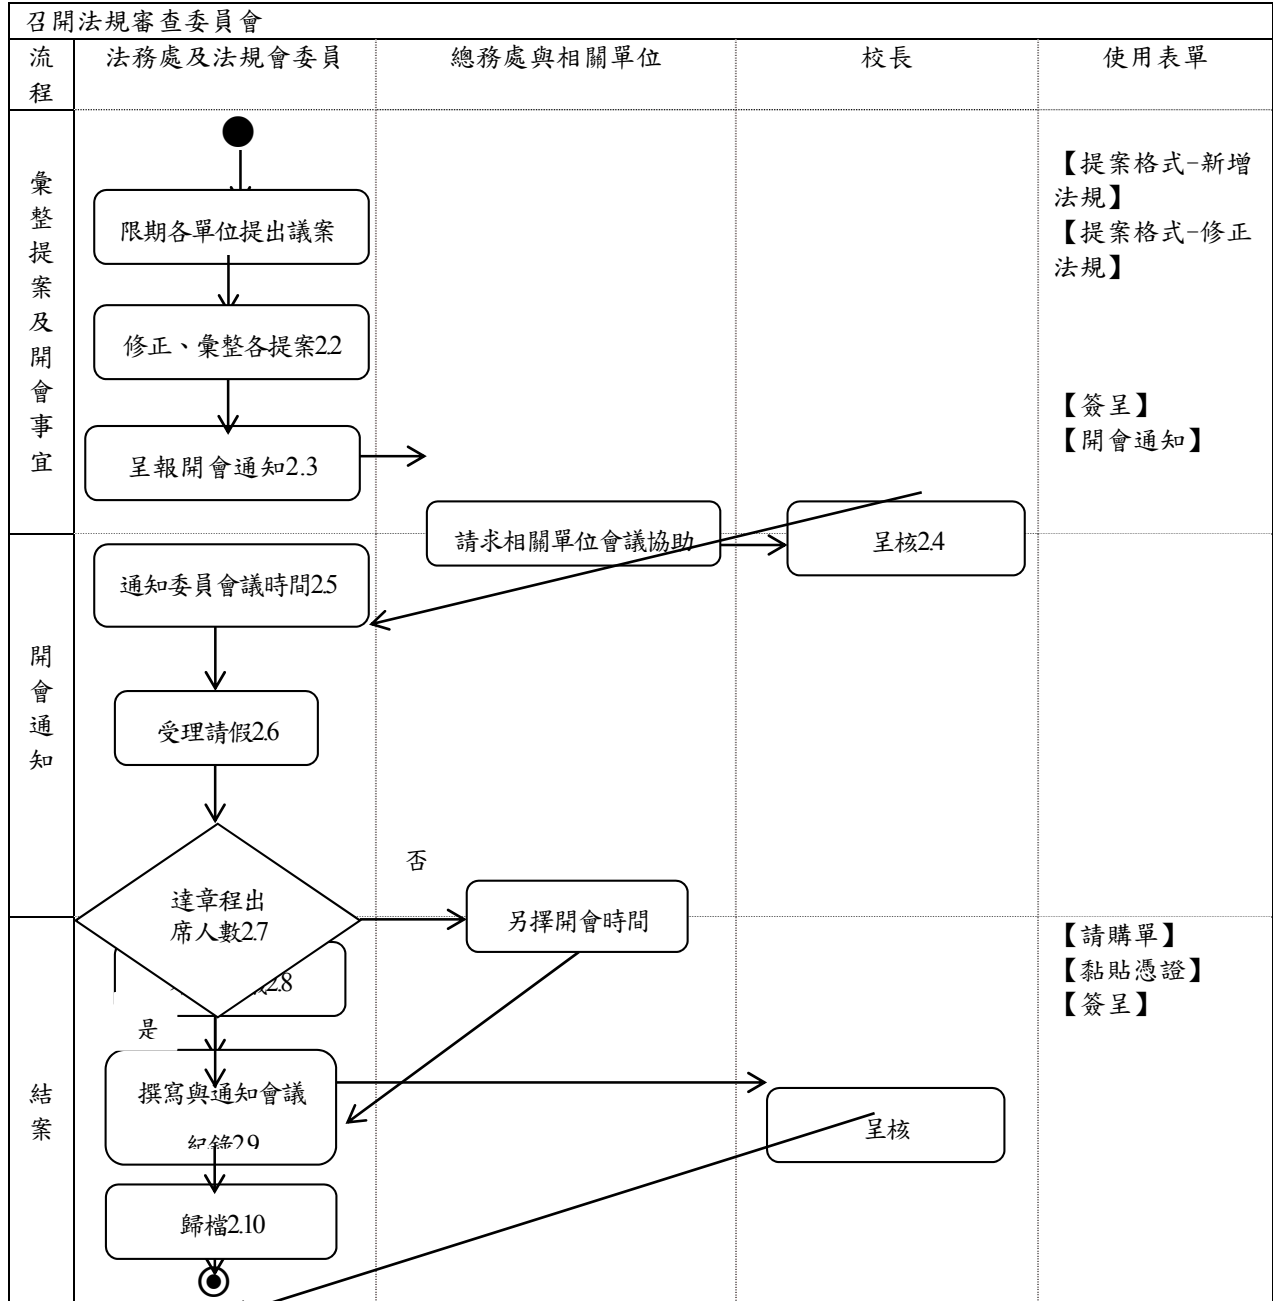 召開法規審查委員會
流程
法務處及法規會委員
總務處與相關單位
校長
使用表單
彙整提案及開會事宜
限期各單位提出議案
修正、彙整各提案2.2
呈報開會通知2.3
【提案格式-新增
法規】
【提案格式-修正
法規】
【簽呈】
【開會通知】
請求相關單位會議協助
呈核2.4
開會通知
通知委員會議時間2.5
受理請假2.6
達章程出
席人數2.7
否
另擇開會時間
結案
2.8
是
撰寫與通知會議
紀錄2.9
呈核
歸檔2.10
【請購單】
【黏貼憑證】
【簽呈】